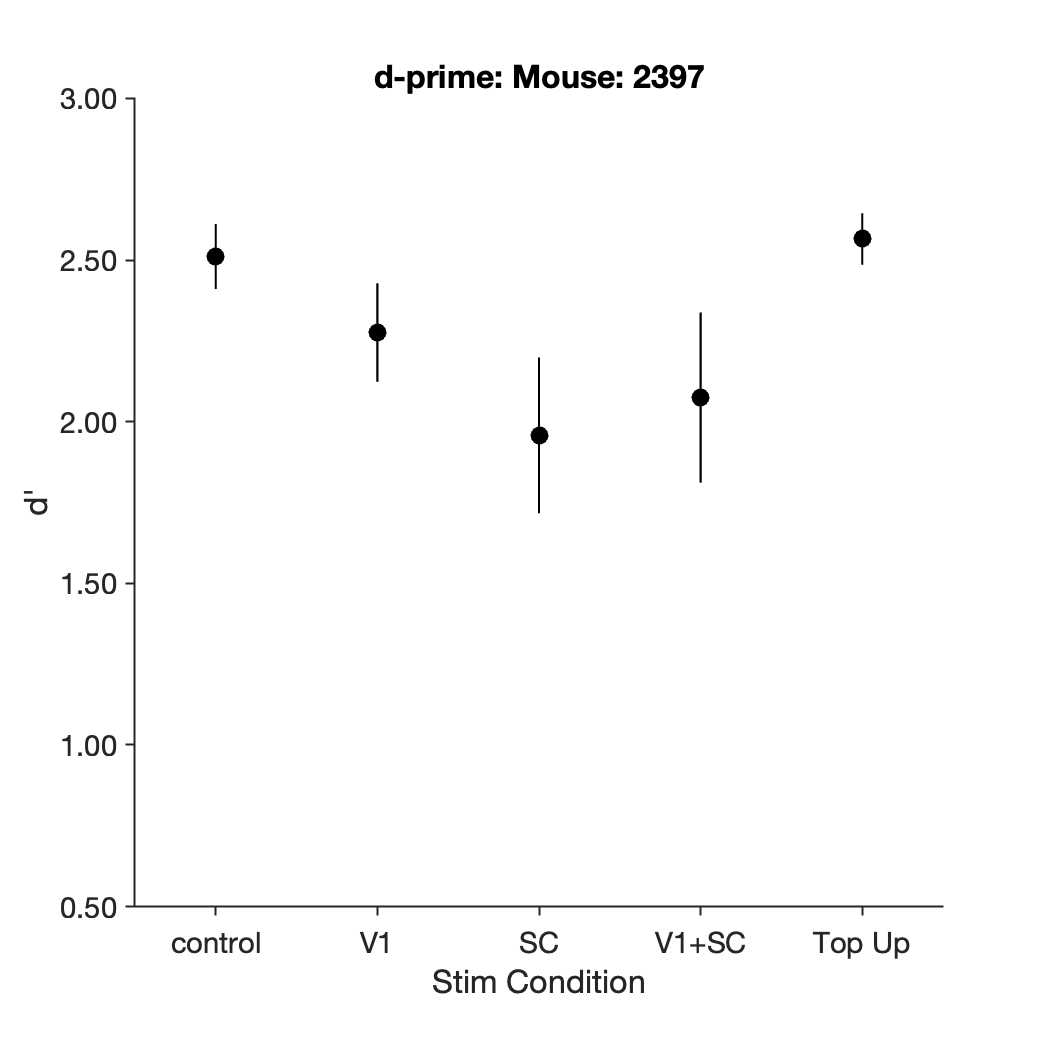 d-prime: Mouse: 2397
3.00
2.50
2.00
1.50
1.00
0.50
d'
control V1 SC V1+SC Top Up
Stim Condition